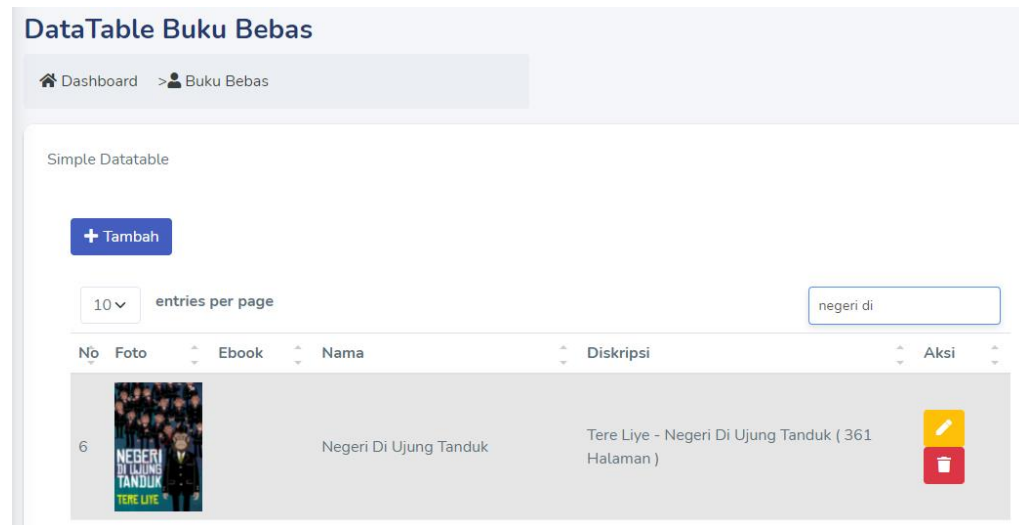 DataTable Buku Bebas
Dashboard > Buku Bebas
Simple Datatable
+ Tambah
10 entries per page
negeri di
No Foto Ebook Nama Diskripsi Aksi
NEGERI
DI UJUNG
TANDUK
TERE LIYE
6 Negeri Di Ujung Tanduk Tere Liye - Negeri Di Ujung Tanduk ( 361
Halaman )